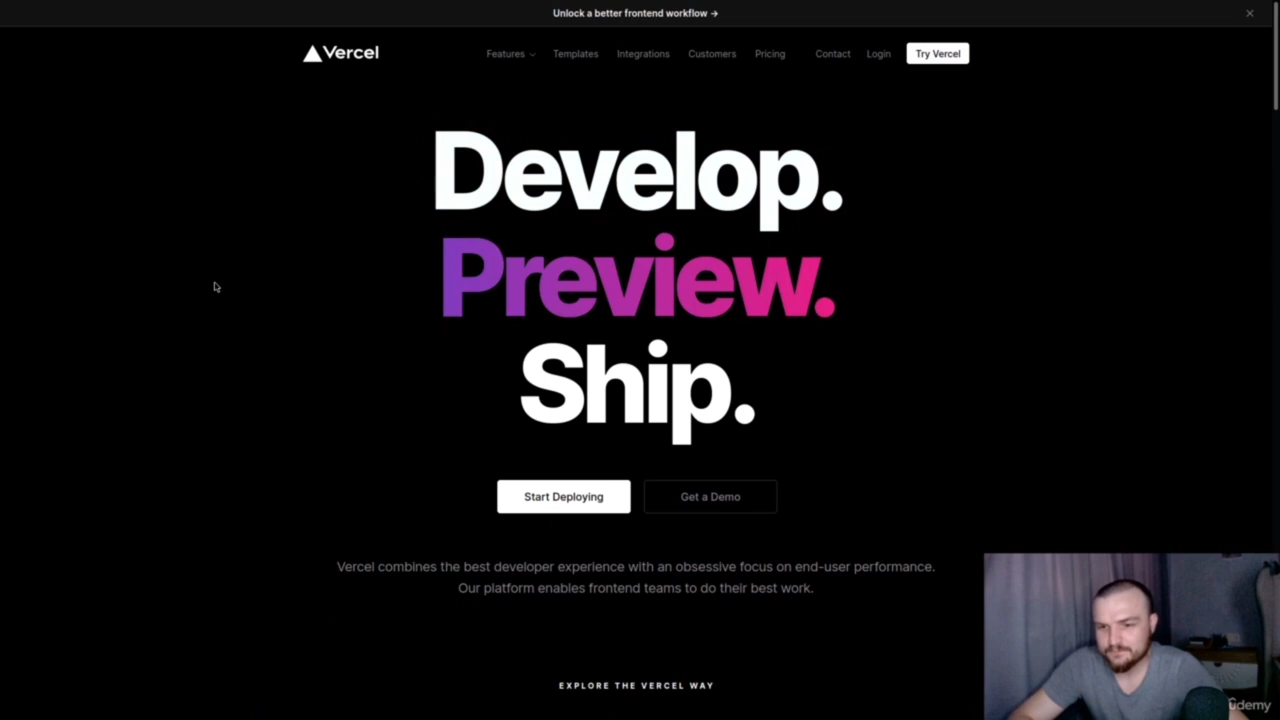 Unlock a better frontend workflow →
Vercel
Features
Templates
Integrations
Customers
Pricing
Contact
Login
Try Vercel
Develop.
Preview.
Ship.
Start Deploying
Get a Demo
Vercel combines the best developer experience with an obsessive focus on end-user performance.
Our platform enables frontend teams to do their best work.
EXPLORE THE VERCEL WAY
ûdemy